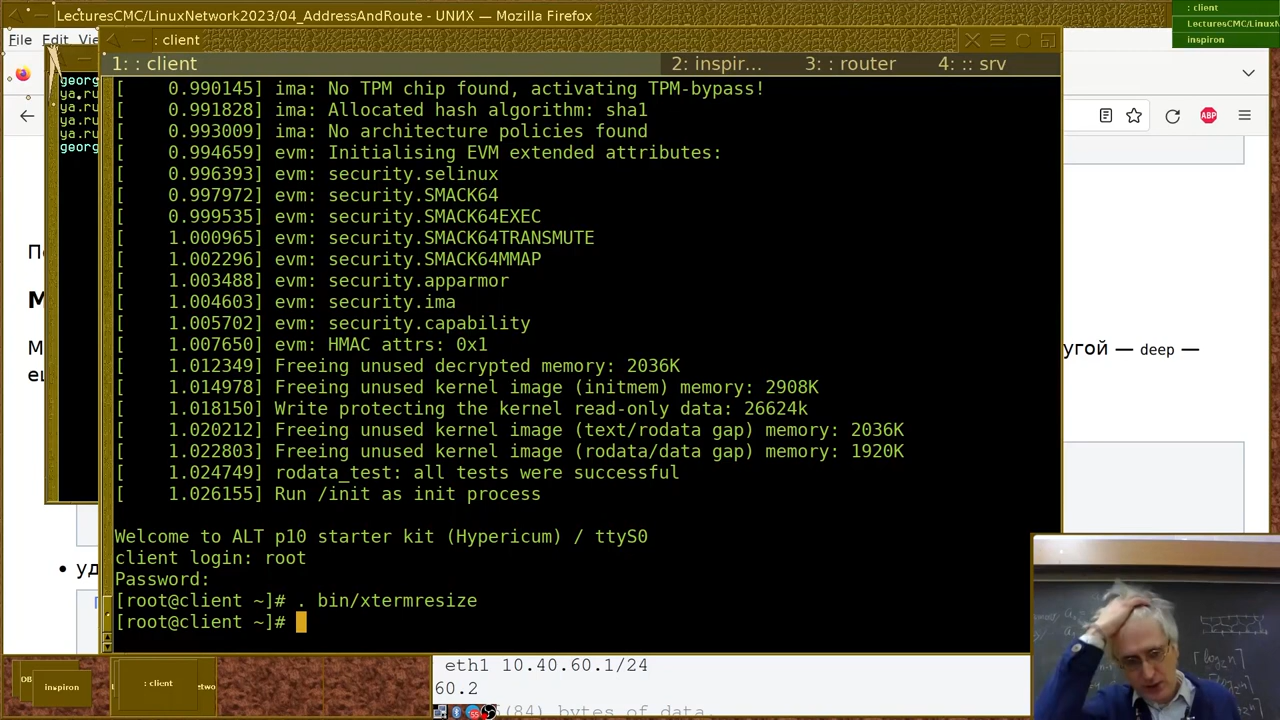 LecturesCMC/LinuxNetwork2023/04_AddressAndRoute - UNIX — Mozilla Firefox
: client
LecturesCMC/LinuxN
inspiron
File Edit Vie
: client
1: : client 2: inspir... 3: : router 4: :: srv
georg
ya.ru
ya.ru
ya.ru
ya.ru
georg
[    0.990145] ima: No TPM chip found, activating TPM-bypass!
[    0.991828] ima: Allocated hash algorithm: sha1
[    0.993009] ima: No architecture policies found
[    0.994659] evm: Initialising EVM extended attributes:
[    0.996393] evm: security.selinux
[    0.997972] evm: security.SMACK64
[    0.999535] evm: security.SMACK64EXEC
[    1.000965] evm: security.SMACK64TRANSMUTE
[    1.002296] evm: security.SMACK64MMAP
[    1.003488] evm: security.apparmor
[    1.004603] evm: security.ima
[    1.005702] evm: security.capability
[    1.007650] evm: HMAC attrs: 0x1
[    1.012349] Freeing unused decrypted memory: 2036K
[    1.014978] Freeing unused kernel image (initmem) memory: 2908K
[    1.018150] Write protecting the kernel read-only data: 26624k
[    1.020212] Freeing unused kernel image (text/rodata gap) memory: 2036K
[    1.022803] Freeing unused kernel image (rodata/data gap) memory: 1920K
[    1.024749] rodata_test: all tests were successful
[    1.026155] Run /init as init process
Welcome to ALT p10 starter kit (Hypericum) / ttyS0
client login: root
Password:
[root@client ~]# . bin/xtermresize
[root@client ~]#
ABP
угой — deep —
• уд
eth1 10.40.60.1/24
60.2
(84) bytes of data.
DB
inspiron
: client